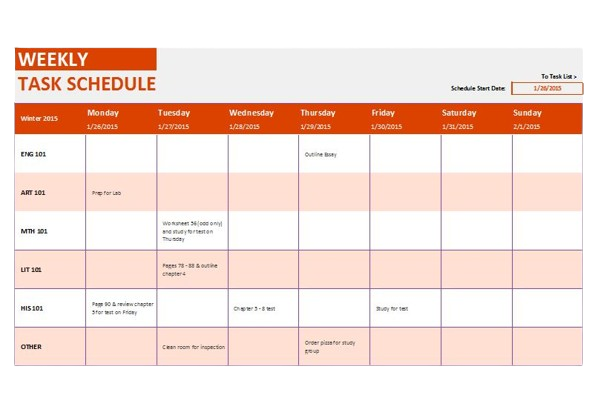 WEEKLY
TASK SCHEDULE
To Task List >
Schedule Start Date: 1/26/2015
Winter 2015 Monday Tuesday Wednesday Thursday Friday Saturday Sunday
1/26/2015 1/27/2015 1/28/2015 1/29/2015 1/30/2015 1/31/2015 2/1/2015
ENG 101 Outline Essay
ART 101 Prep for Lab
MTH 101 Worksheet 56 (odd only)
and study for test on
Thursday
LIT 101 Pages 78 - 88 & outline
chapter 4
HIS 101 Page 90 & review chapter
5 for test on Friday
Chapter 5 - 8 test
Study for test
OTHER Clean room for inspection
Order pizza for study
group